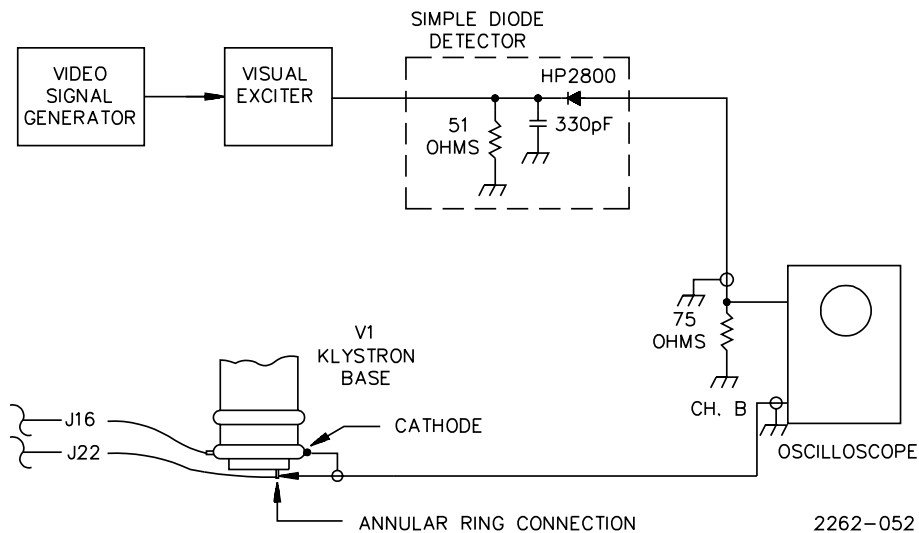 SIMPLE DIODE
DETECTOR
VIDEO
SIGNAL
GENERATOR
VISUAL
EXCITER
HP2800
51
OHMS
330pF
75
OHMS
V1
KLYSTRON
BASE
CH. B
J16
CATHODE
J22
OSCILLOSCOPE
ANNULAR RING CONNECTION
2262-052